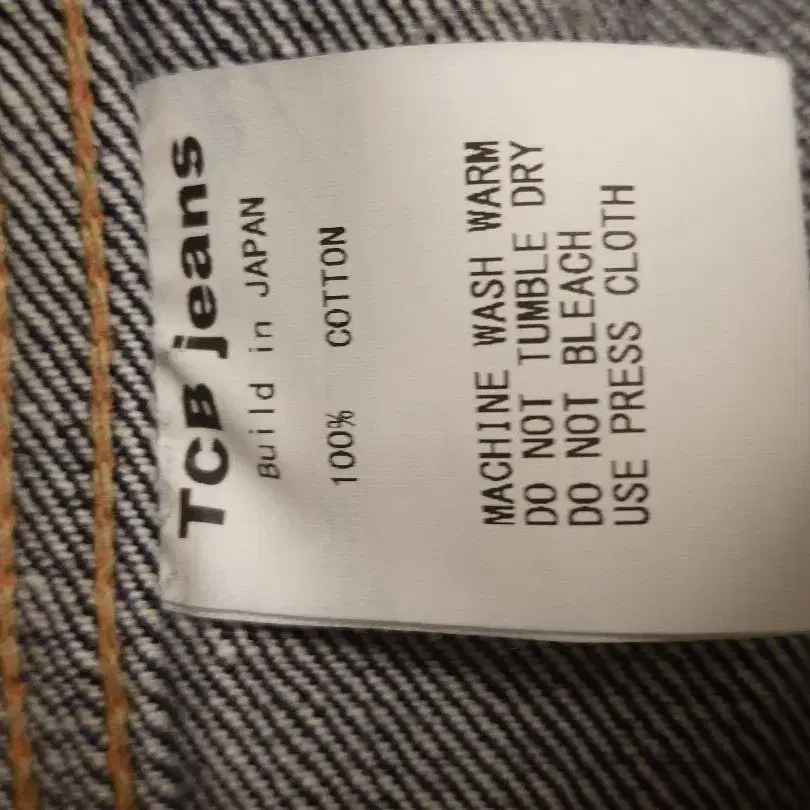 TCB jeans
Build in JAPAN
100% COTTON
MACHINE WASH WARM
DO NOT TUMBLE DRY
DO NOT BLEACH
USE PRESS CLOTH